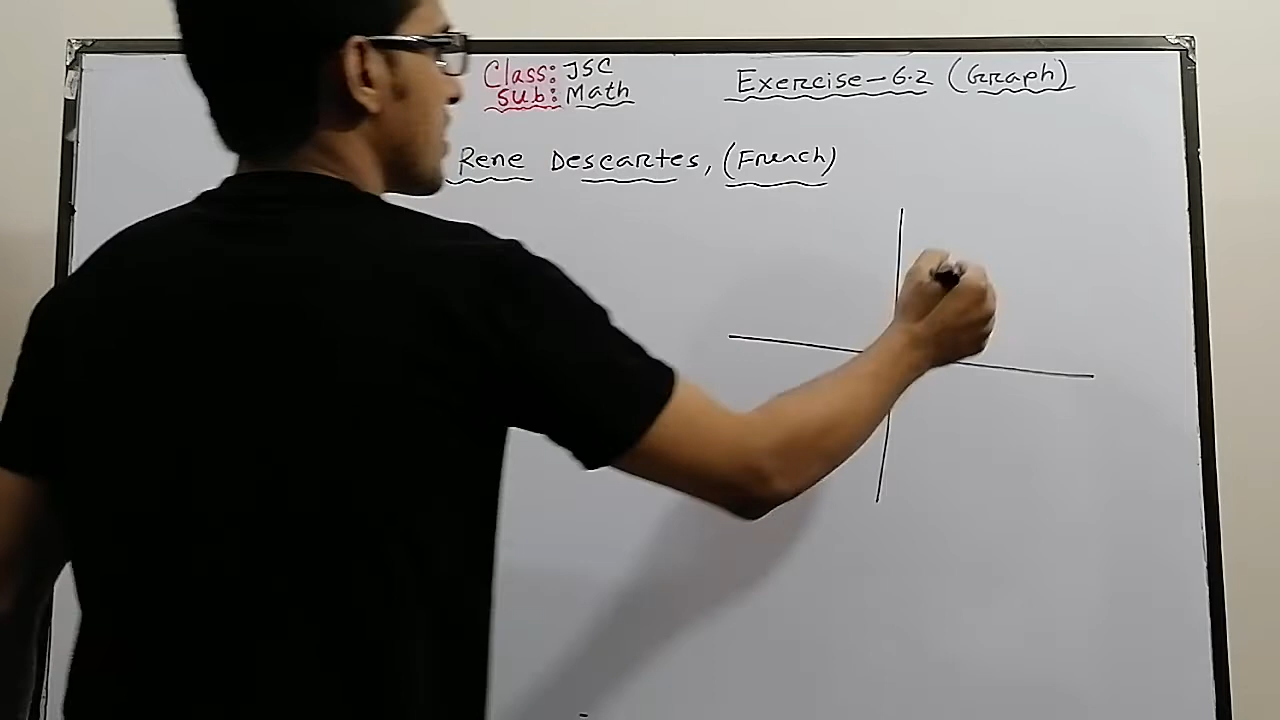 Class: JSC
Sub: Math
Exercise-6.2 (Graph)
Rene Descartes, (French)